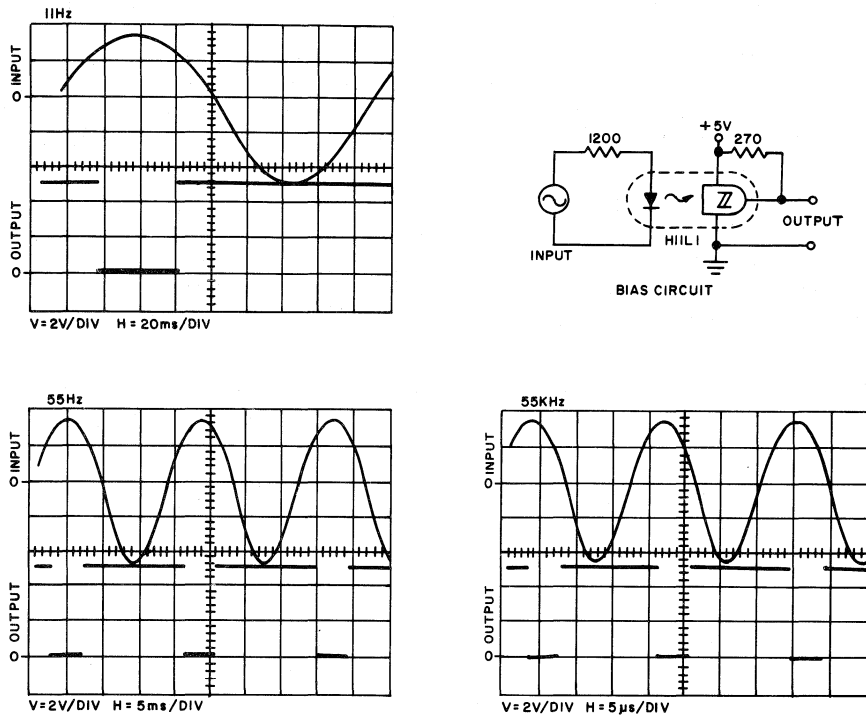 11Hz
0 INPUT
0 OUTPUT
V=2V/DIV H=20ms/DIV
1200
+5V
270
H11L1
INPUT
OUTPUT
BIAS CIRCUIT
55Hz
0 INPUT
0 OUTPUT
V=2V/DIV H=5ms/DIV
55KHz
0 INPUT
0 OUTPUT
V=2V/DIV H=5µs/DIV